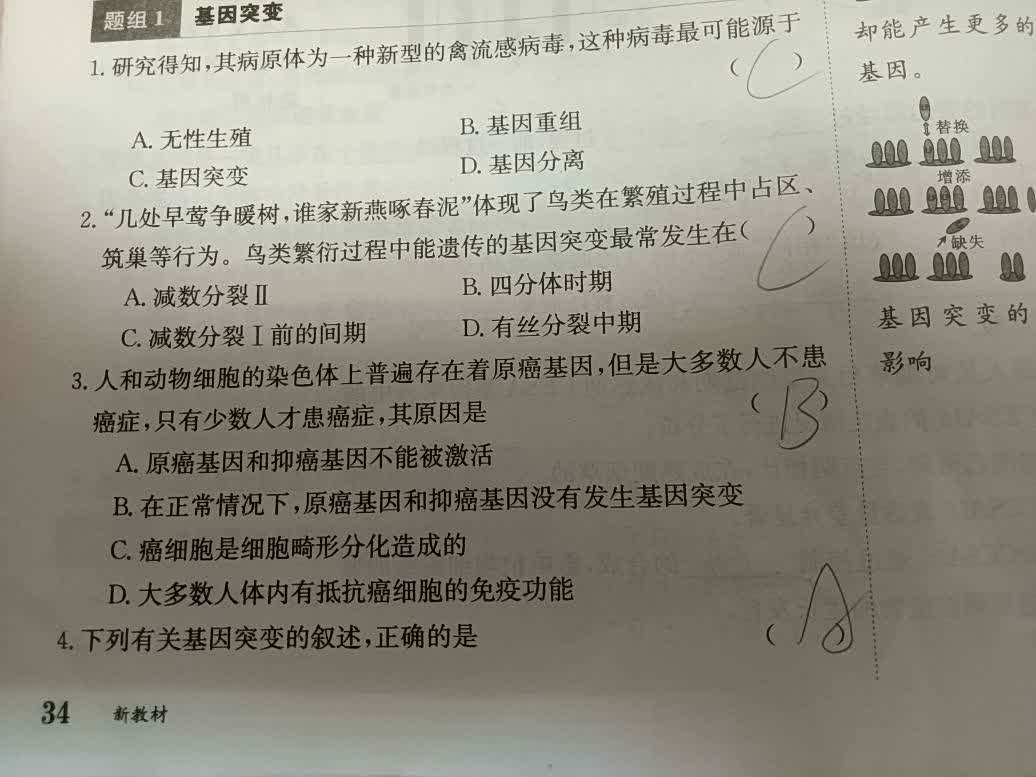 题组1 基因突变
1. 研究得知,其病原体为一种新型的禽流感病毒,这种病毒最可能源于
( C )
A. 无性生殖 B. 基因重组
C. 基因突变 D. 基因分离
2. “几处早莺争暖树,谁家新燕啄春泥”体现了鸟类在繁殖过程中占区、
筑巢等行为。鸟类繁衍过程中能遗传的基因突变最常发生在( C )
A. 减数分裂Ⅱ B. 四分体时期
C. 减数分裂Ⅰ前的间期 D. 有丝分裂中期
3. 人和动物细胞的染色体上普遍存在着原癌基因,但是大多数人不患
癌症,只有少数人才患癌症,其原因是 ( B )
A. 原癌基因和抑癌基因不能被激活
B. 在正常情况下,原癌基因和抑癌基因没有发生基因突变
C. 癌细胞是细胞畸形分化造成的
D. 大多数人体内有抵抗癌细胞的免疫功能
4. 下列有关基因突变的叙述,正确的是 ( )
34 新教材
却能产生更多的
基因。
替换
增添
缺失
基因突变的
影响